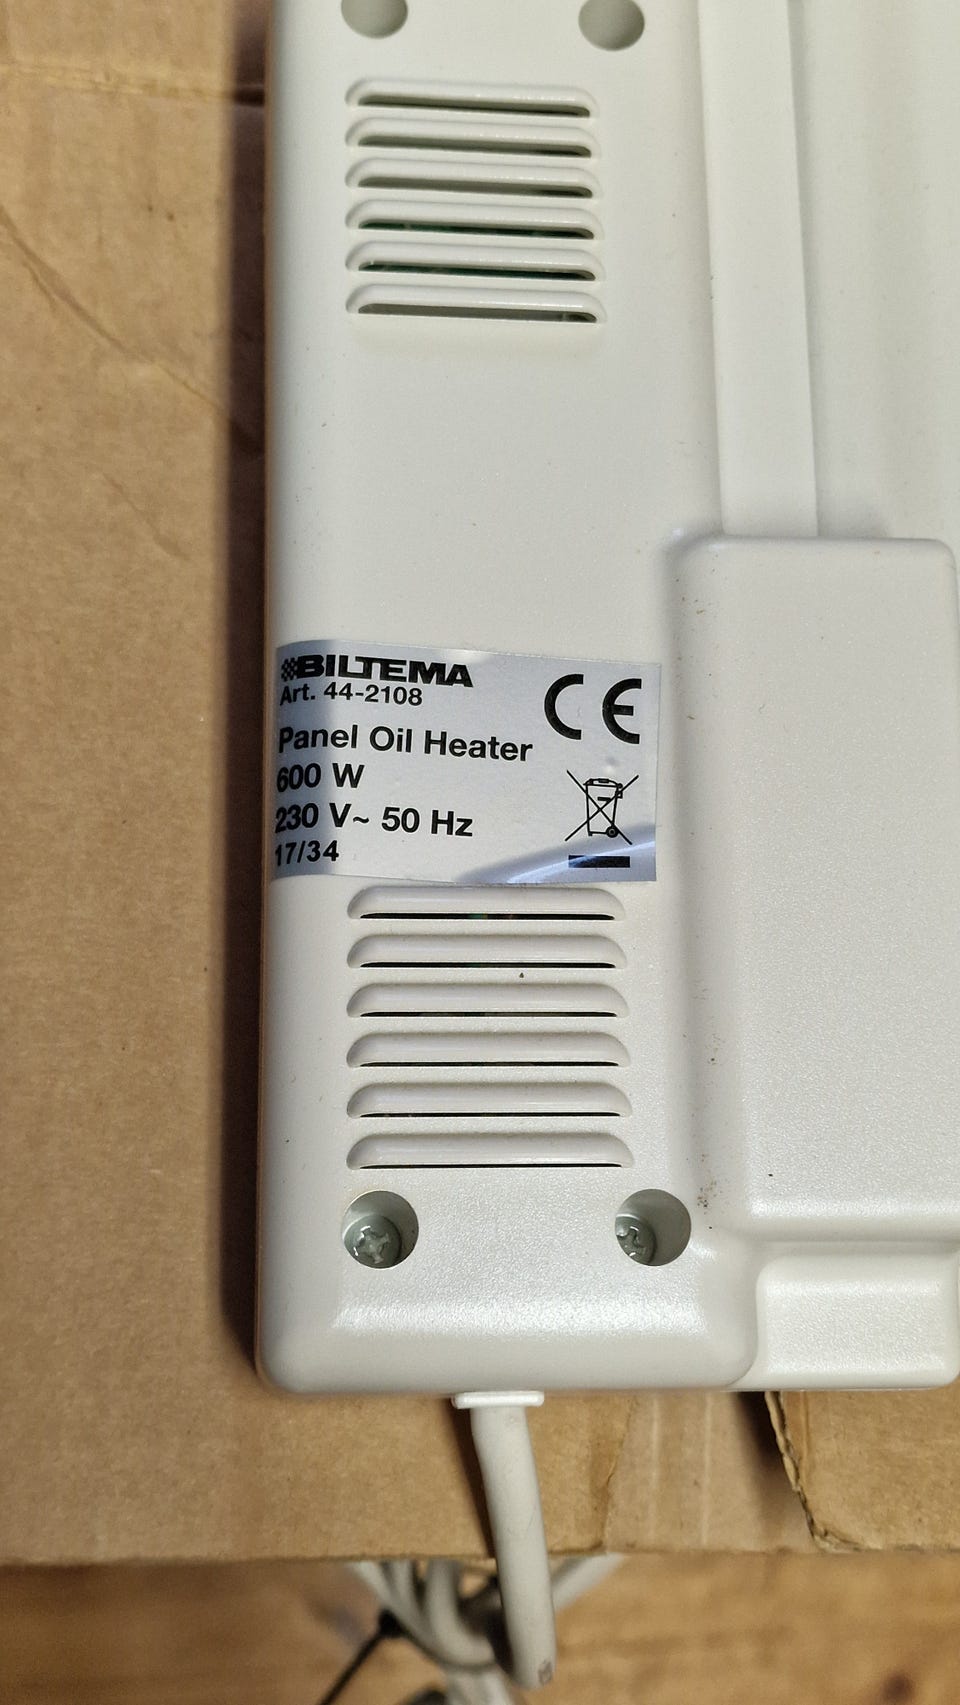 BILTEMA
Art. 44-2108
CE
Panel Oil Heater
600 W
230 V~ 50 Hz
17/34